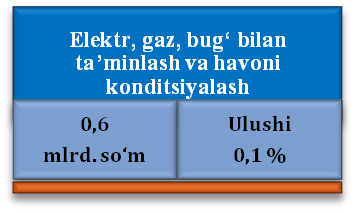 Elektr, gaz, bug‘ bilan
ta’minlash va havoni
konditsiyalash
0,6
mlrd. so‘m
Ulushi
0,1 %